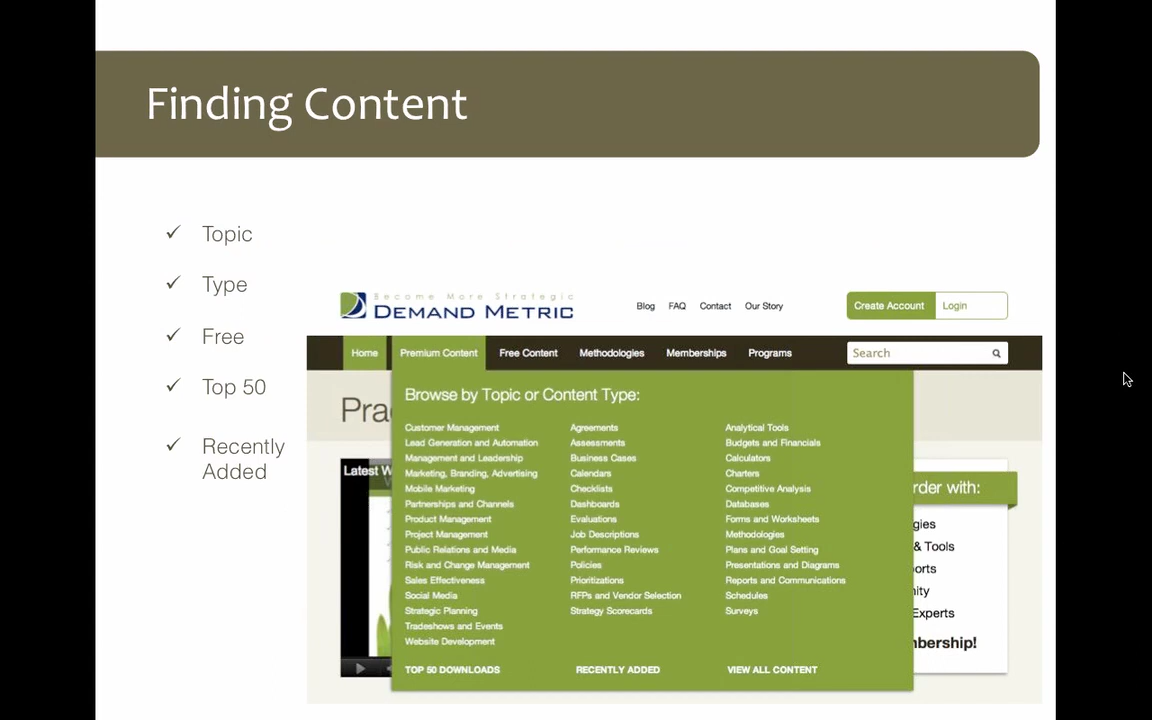 Finding Content
✓ Topic
✓ Type
✓ Free
✓ Top 50
✓ Recently
Added
Become More Strategic
DEMAND METRIC
Blog FAQ Contact Our Story
Create Account Login
Home Premium Content Free Content Methodologies Memberships Programs Search
Pra
Browse by Topic or Content Type:
Customer Management Agreements Analytical Tools
Lead Generation and Automation Assessments Budgets and Financials
Management and Leadership Business Cases Calculators
Marketing, Branding, Advertising Calendars Charters
Mobile Marketing Checklists Competitive Analysis
Partnerships and Channels Dashboards Databases
Product Management Evaluations Forms and Worksheets
Project Management Job Descriptions Methodologies
Public Relations and Media Performance Reviews Plans and Goal Setting
Risk and Change Management Policies Presentations and Diagrams
Sales Effectiveness Prioritizations Reports and Communications
Social Media RFPs and Vendor Selection Schedules
Strategic Planning Strategy Scorecards Surveys
Tradeshows and Events
Website Development
TOP 50 DOWNLOADS RECENTLY ADDED VIEW ALL CONTENT
Latest W
rder with:
gies
& Tools
orts
nity
Experts
nbership!